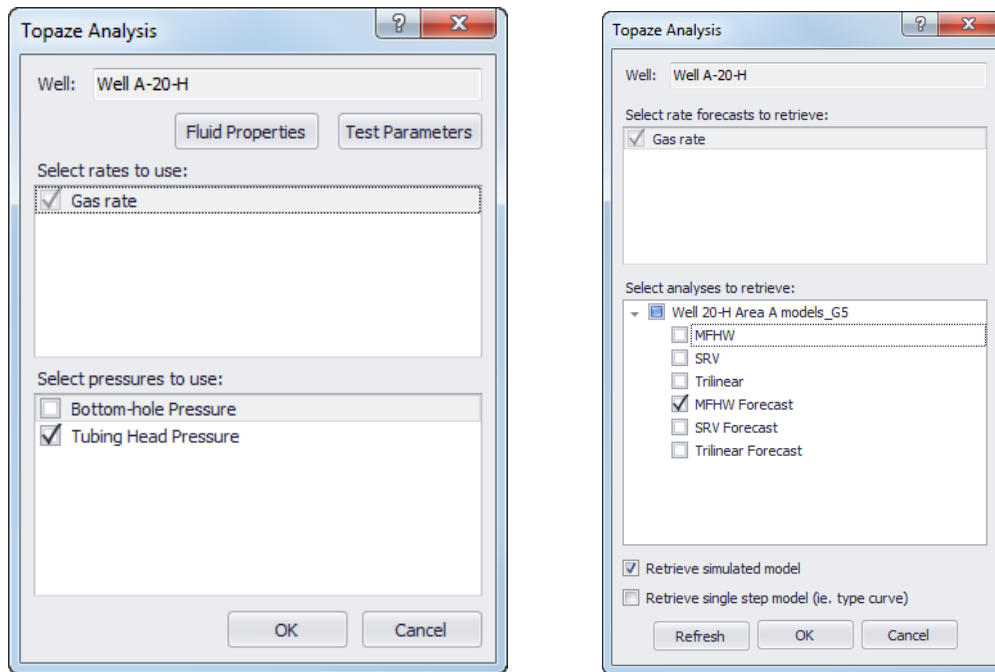 Topaze Analysis
Well: Well A-20-H
Fluid Properties Test Parameters
Select rates to use:
Gas rate
Select pressures to use:
Bottom-hole Pressure
Tubing Head Pressure
OK Cancel
Topaze Analysis
Well: Well A-20-H
Select rate forecasts to retrieve:
Gas rate
Select analyses to retrieve:
Well 20-H Area A models_G5
MFHW
SRV
Trilinear
MFHW Forecast
SRV Forecast
Trilinear Forecast
Retrieve simulated model
Retrieve single step model (ie. type curve)
Refresh OK Cancel